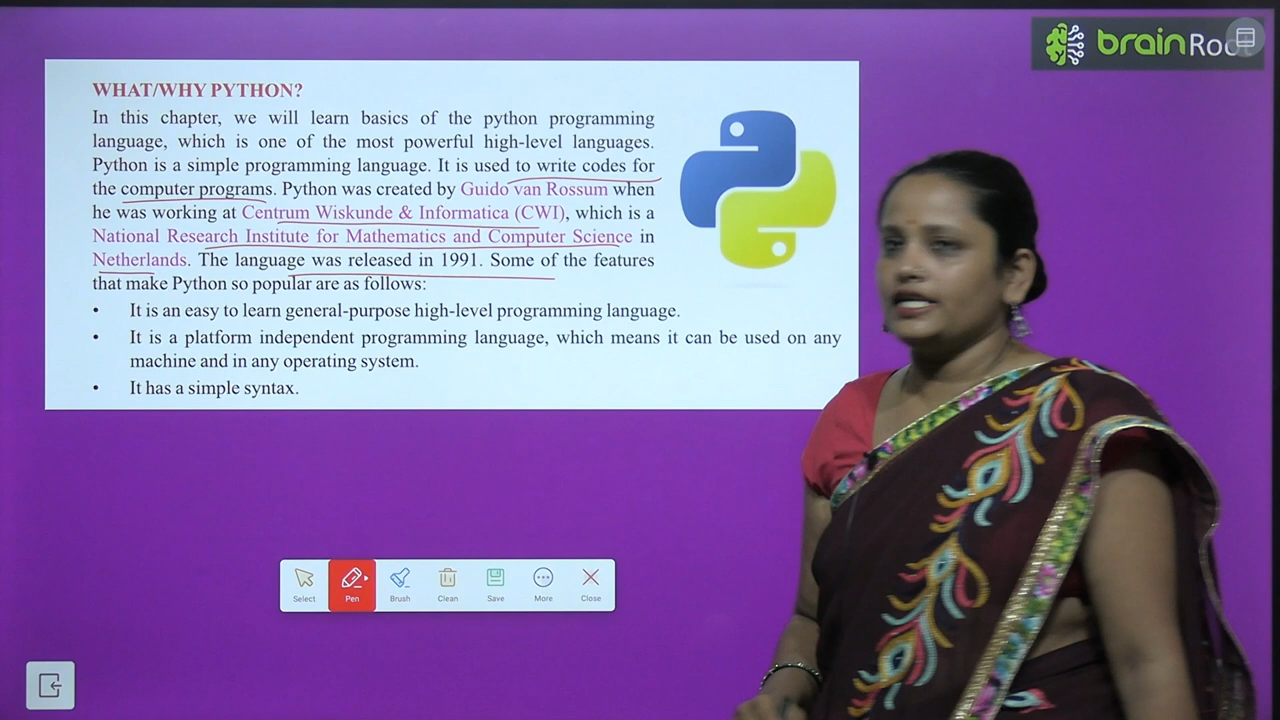 brainRo
WHAT/WHY PYTHON?
In this chapter, we will learn basics of the python programming
language, which is one of the most powerful high-level languages.
Python is a simple programming language. It is used to write codes for
the computer programs. Python was created by Guido van Rossum when
he was working at Centrum Wiskunde & Informatica (CWI), which is a
National Research Institute for Mathematics and Computer Science in
Netherlands. The language was released in 1991. Some of the features
that make Python so popular are as follows:
• It is an easy to learn general-purpose high-level programming language.
• It is a platform independent programming language, which means it can be used on any
machine and in any operating system.
• It has a simple syntax.
Select Pen Brush Clean Save More Close